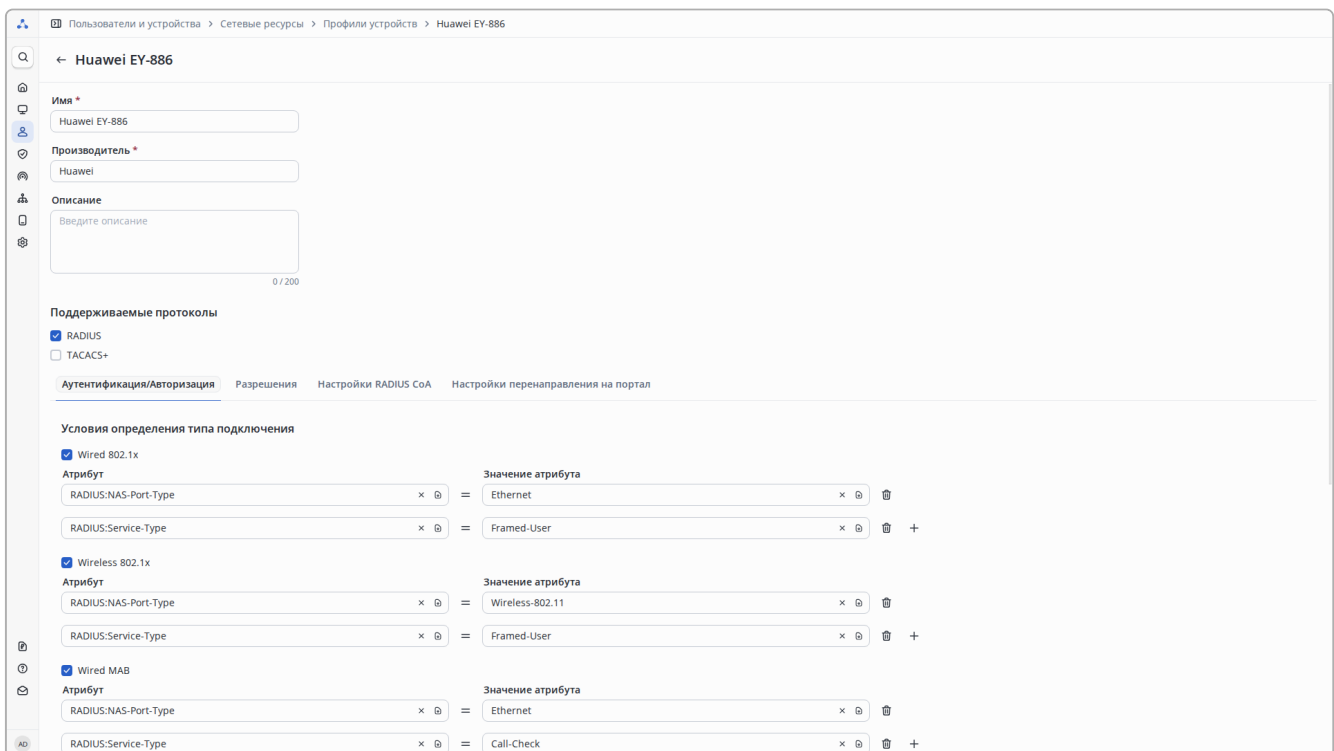 Пользователи и устройства > Сетевые ресурсы > Профили устройств > Huawei EY-886
← Huawei EY-886
Имя *
Huawei EY-886
Производитель *
Huawei
Описание
Введите описание
0 / 200
Поддерживаемые протоколы
RADIUS
TACACS+
Аутентификация/Авторизация Разрешения Настройки RADIUS CoA Настройки перенаправления на портал
Условия определения типа подключения
Wired 802.1x
Атрибут Значение атрибута
RADIUS:NAS-Port-Type = Ethernet
RADIUS:Service-Type = Framed-User
Wireless 802.1x
Атрибут Значение атрибута
RADIUS:NAS-Port-Type = Wireless-802.11
RADIUS:Service-Type = Framed-User
Wired MAB
Атрибут Значение атрибута
RADIUS:NAS-Port-Type = Ethernet
AD RADIUS:Service-Type = Call-Check